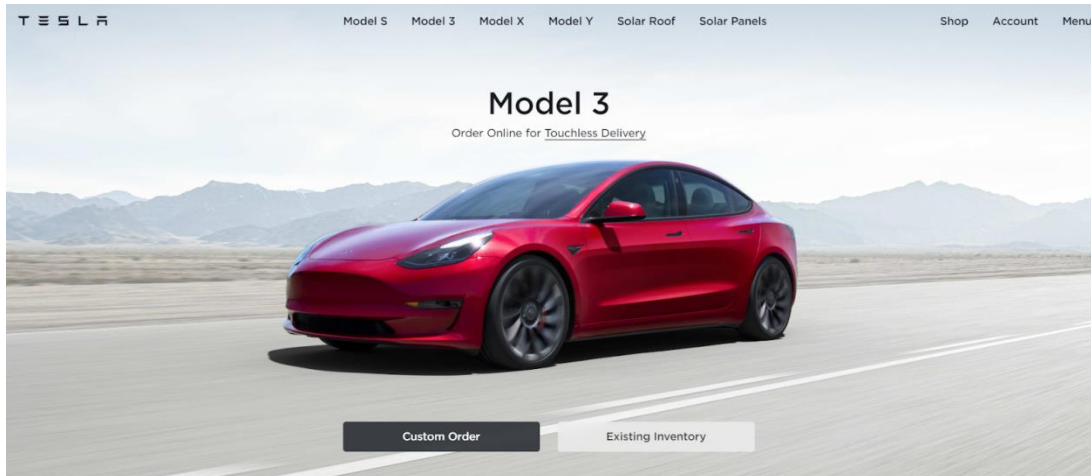 TESLA
Model S Model 3 Model X Model Y Solar Roof Solar Panels
Shop Account Menu
Model 3
Order Online for Touchless Delivery
Custom Order
Existing Inventory